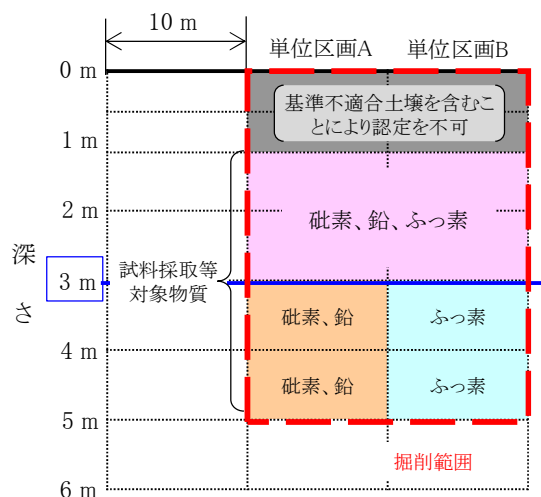 10 m
単位区画A 単位区画B
0 m
基準不適合土壌を含むこ
とにより認定を不可
1 m
2 m
砒素、鉛、ふっ素
深
さ
3 m
試料採取等
対象物質
砒素、鉛 ふっ素
4 m
砒素、鉛 ふっ素
5 m
掘削範囲
6 m